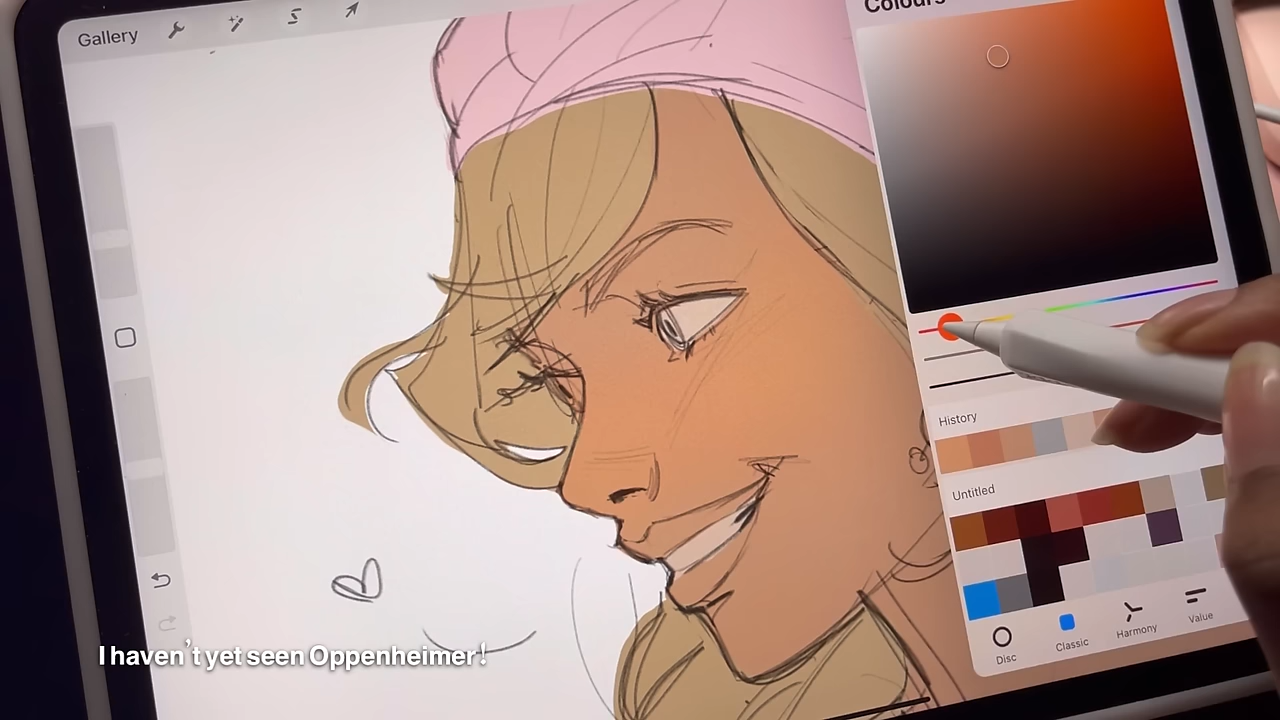 Gallery
Colours
History
Untitled
Disc
Classic
Harmony
Value
I haven't yet seen Oppenheimer!